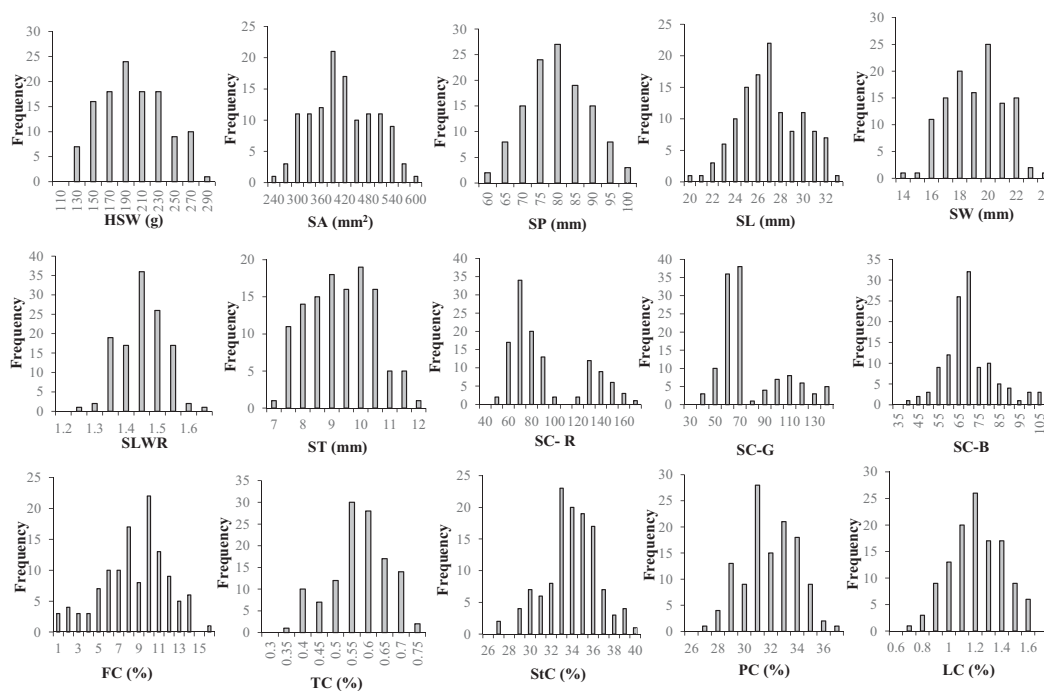 Frequency
30
25
20
15
10
5
0
110 130 150 170 190 210 230 250 270 290
HSW (g)
Frequency
25
20
15
10
5
0
240 300 360 420 480 540 600
SA (mm²)
Frequency
30
25
20
15
10
5
0
60 65 70 75 80 85 90 95 100
SP (mm)
Frequency
25
20
15
10
5
0
20 22 24 26 28 30 32
SL (mm)
Frequency
30
25
20
15
10
5
0
14 16 18 20 22
SW (mm)
Frequency
40
35
30
25
20
15
10
5
0
1.2 1.3 1.4 1.5 1.6
SLWR
Frequency
25
20
15
10
5
0
7 8 9 10 11 12
ST (mm)
Frequency
40
35
30
25
20
15
10
5
0
40 60 80 100 120 140 160
SC- R
Frequency
40
35
30
25
20
15
10
5
0
30 50 70 90 110 130
SC-G
Frequency
35
30
25
20
15
10
5
0
35 45 55 65 75 85 95 105
SC-B
Frequency
25
20
15
10
5
0
1 3 5 7 9 11 13 15
FC (%)
Frequency
35
30
25
20
15
10
5
0
0.3 0.35 0.4 0.45 0.5 0.55 0.6 0.65 0.7 0.75
TC (%)
Frequency
25
20
15
10
5
0
26 28 30 32 34 36 38 40
StC (%)
Frequency
30
25
20
15
10
5
0
26 28 30 32 34 36
PC (%)
Frequency
30
25
20
15
10
5
0
0.6 0.8 1 1.2 1.4 1.6
LC (%)